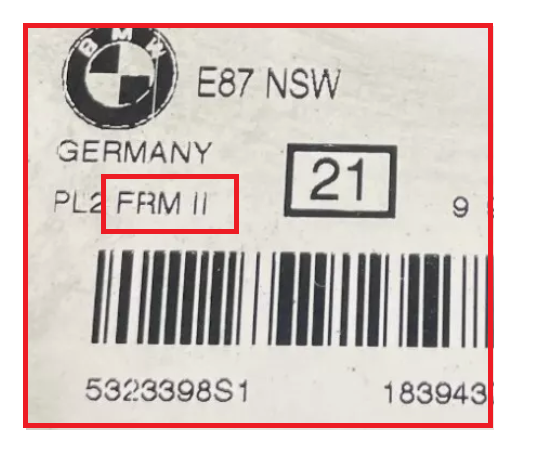 BMW
E87 NSW
GERMANY
21
PL2 FRM II
9
5323398S1 183943